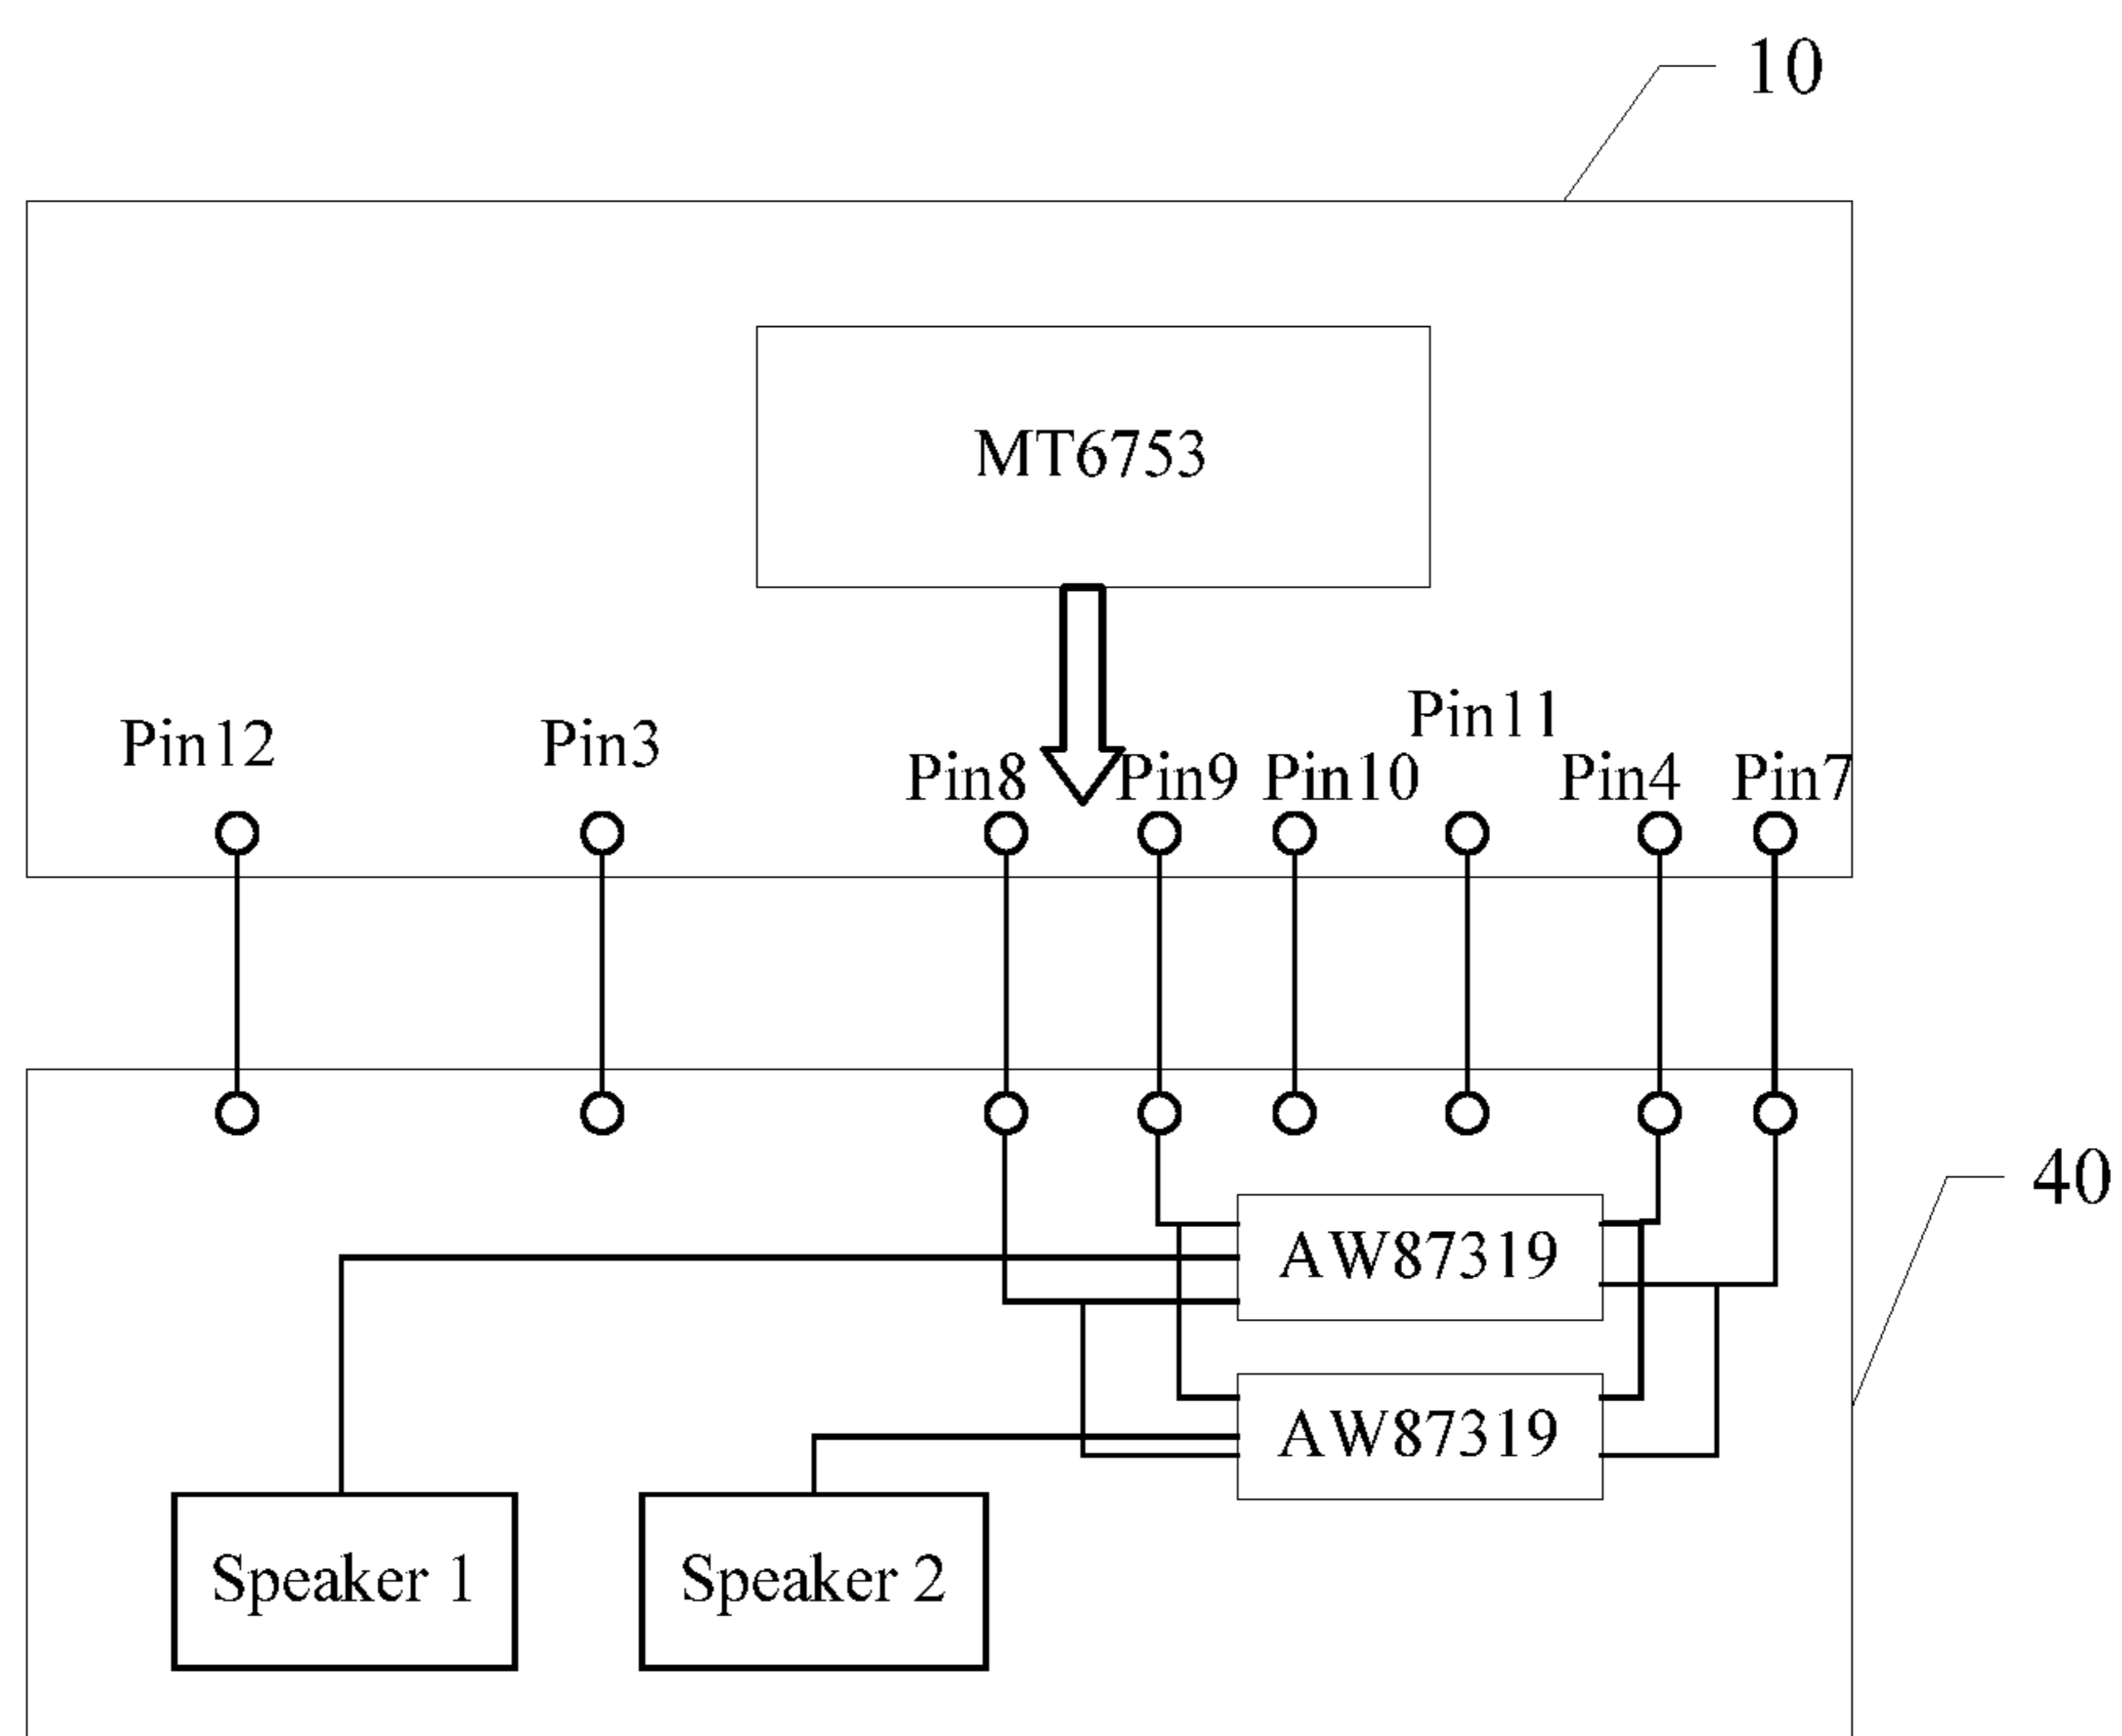 10
MT6753
Pin12
Pin3
Pin8
Pin9
Pin10
Pin11
Pin4
Pin7
40
AW87319
AW87319
Speaker 1
Speaker 2